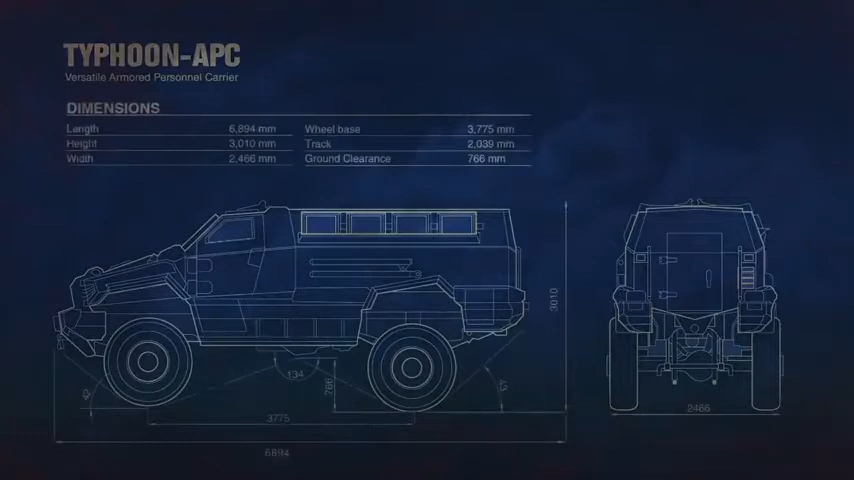 TYPHOON-APC
Versatile Armored Personnel Carrier
DIMENSIONS
Length 6,894 mm Wheel base 3,775 mm
Height 3,010 mm Track 2,039 mm
Width 2,466 mm Ground Clearance 766 mm
3010
134
766
42
3775
2466
6894